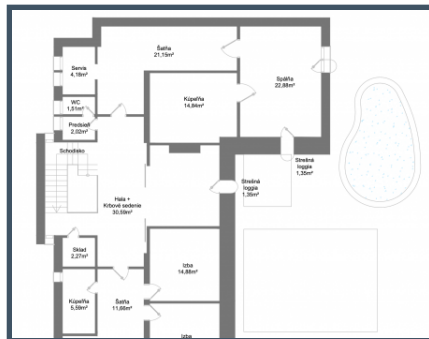 Šatňa
21,15m²
Servis
4,18m²
Spálňa
22,88m²
Kúpeľňa
14,84m²
WC
1,51m²
Predsieň
2,02m²
Schodisko
Strešná
loggia
1,35m²
Strešná
loggia
1,35m²
Hala +
Krbové sedenie
30,59m²
Sklad
2,27m²
Izba
14,88m²
Kúpeľňa
5,59m²
Šatňa
11,68m²
Izba